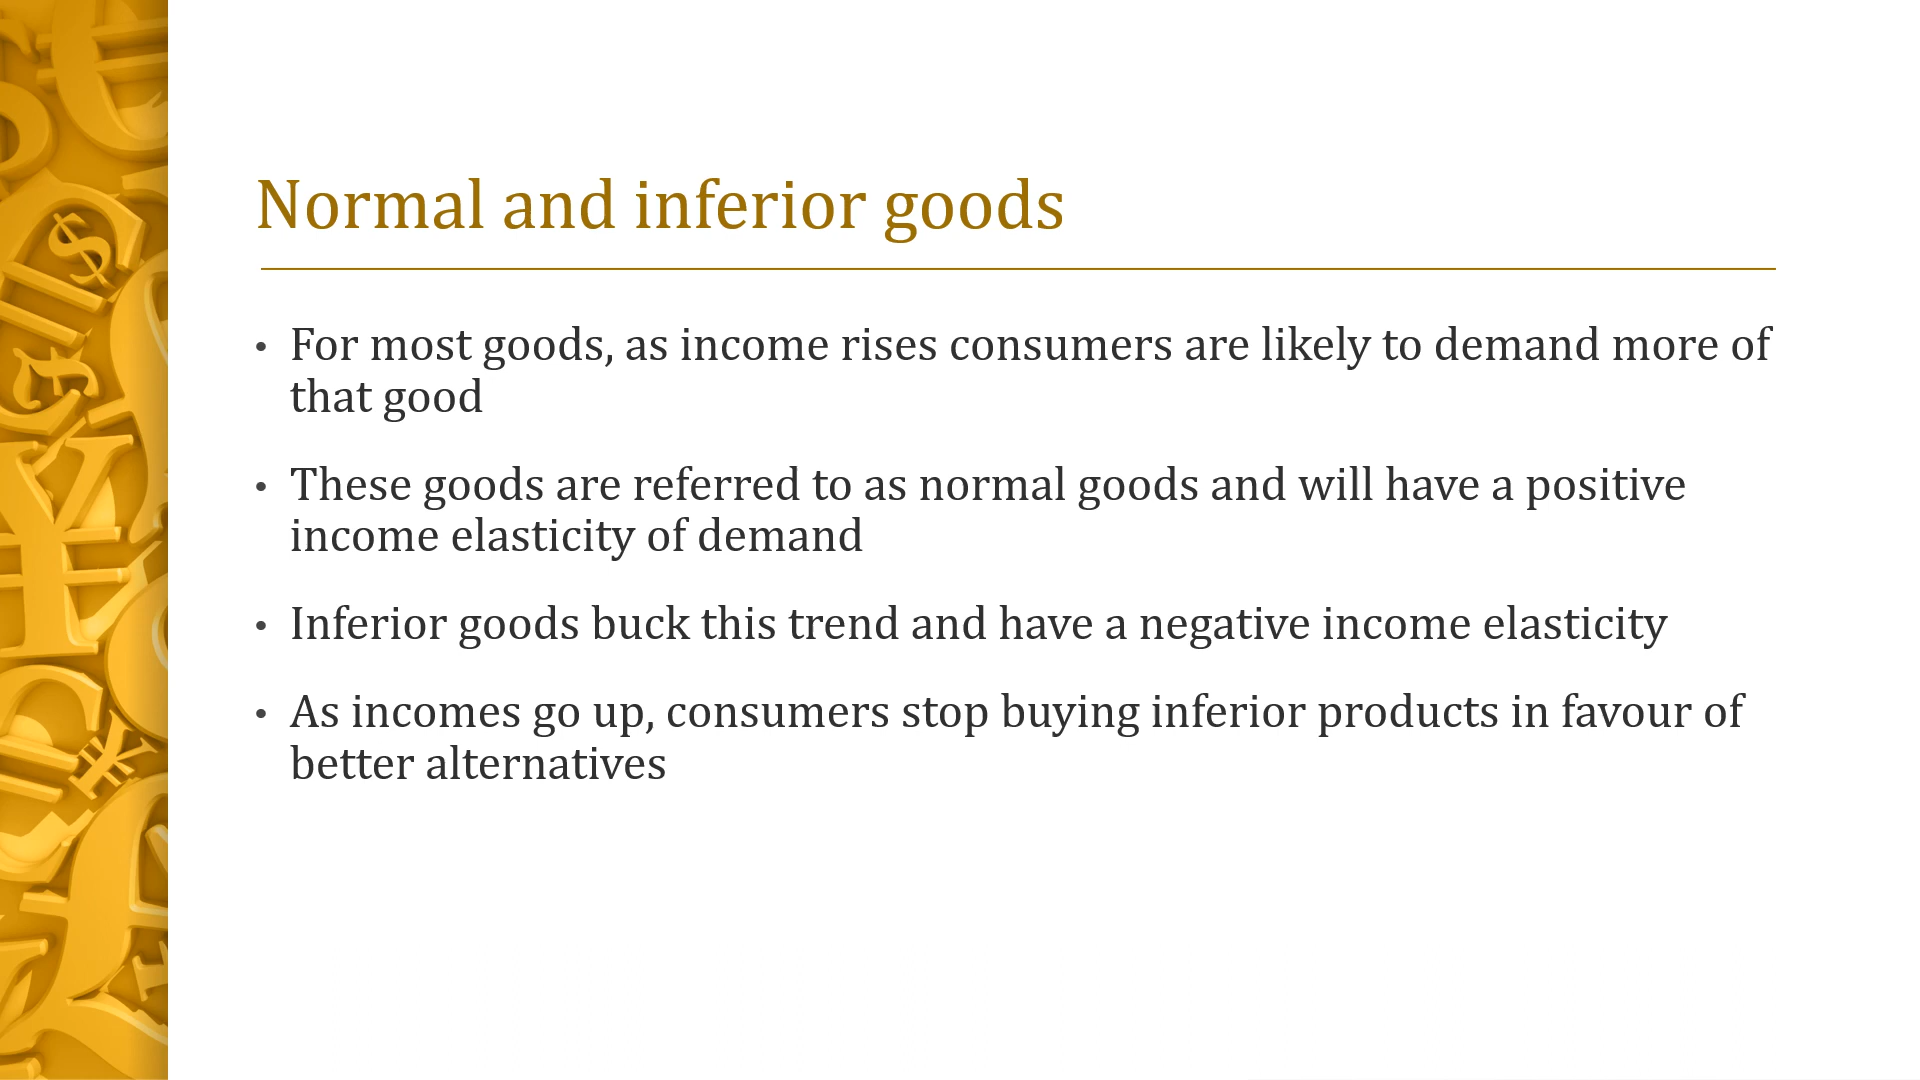 Normal and inferior goods
• For most goods, as income rises consumers are likely to demand more of
that good
• These goods are referred to as normal goods and will have a positive
income elasticity of demand
• Inferior goods buck this trend and have a negative income elasticity
• As incomes go up, consumers stop buying inferior products in favour of
better alternatives